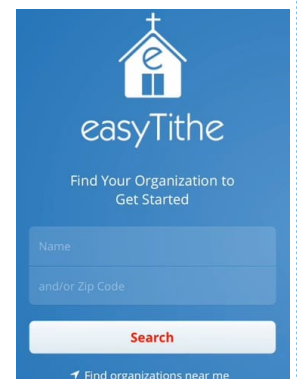 e
easyTithe
Find Your Organization to
Get Started
Name
and/or Zip Code
Search
Find organizations near me